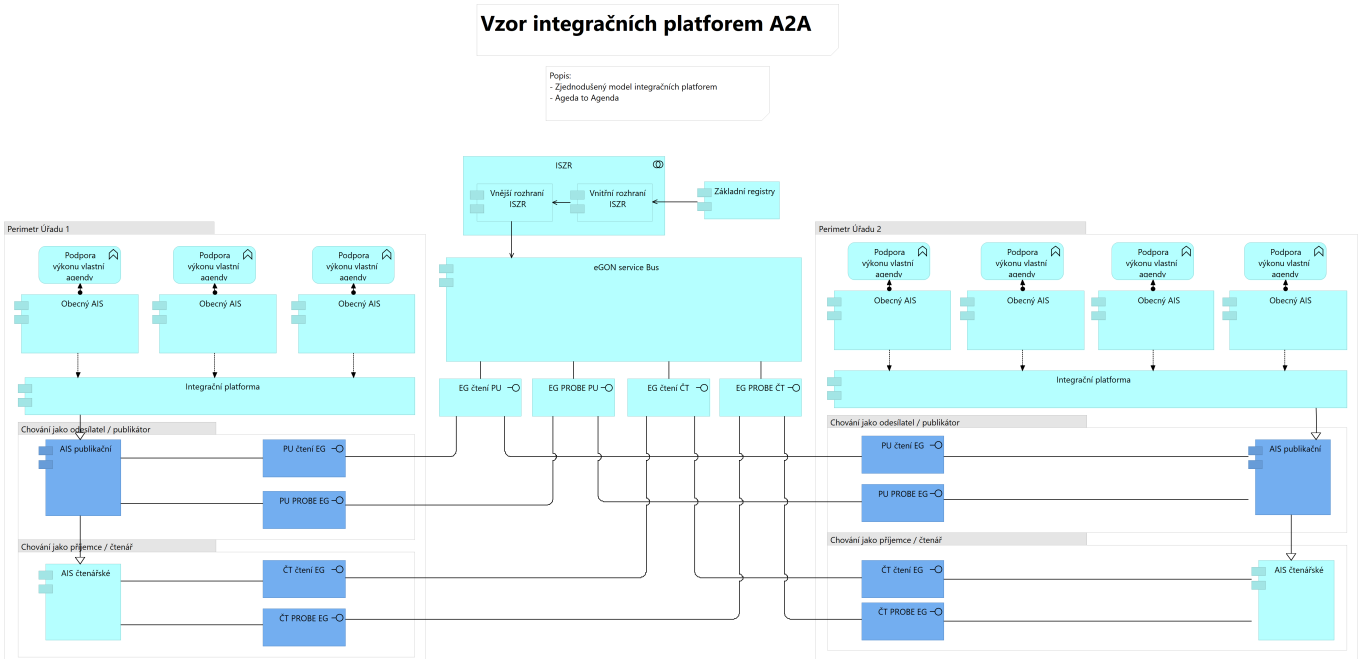 Vzor integračních platforem A2A
Popis:
- Zjednodušený model integračních platforem
- Ageda to Agenda
ISZR
Vnější rozhraní
ISZR
Vnitřní rozhraní
ISZR
Základní registry
eGON service Bus
EG čtení PU
EG PROBE PU
EG čtení ČT
EG PROBE ČT
Perimetr Úřadu 1
Podpora
výkonu vlastní
agendy
Podpora
výkonu vlastní
agendy
Podpora
výkonu vlastní
agendy
Obecný AIS
Obecný AIS
Obecný AIS
Integrační platforma
Chování jako odesílatel / publikátor
AIS publikační
PU čtení EG
PU PROBE EG
Chování jako příjemce / čtenář
AIS čtenářské
ČT čtení EG
ČT PROBE EG
Perimetr Úřadu 2
Podpora
výkonu vlastní
agendy
Podpora
výkonu vlastní
agendy
Podpora
výkonu vlastní
agendy
Podpora
výkonu vlastní
agendy
Obecný AIS
Obecný AIS
Obecný AIS
Obecný AIS
Integrační platforma
Chování jako odesílatel / publikátor
PU čtení EG
AIS publikační
PU PROBE EG
Chování jako příjemce / čtenář
ČT čtení EG
AIS čtenářské
ČT PROBE EG